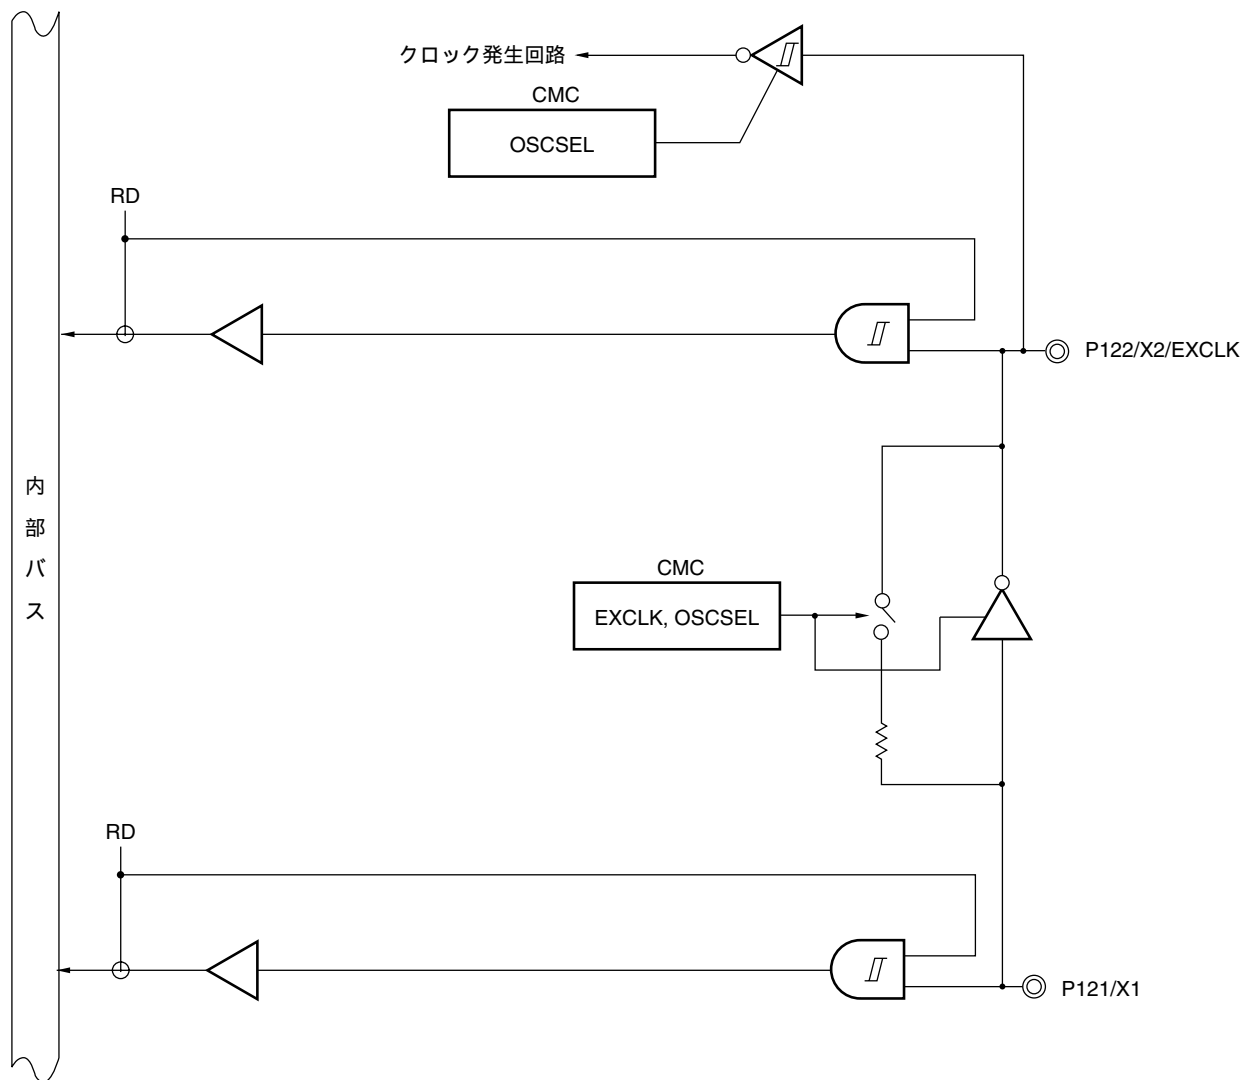 クロック発生回路
CMC
OSCSEL
RD
P122/X2/EXCLK
内部バス
CMC
EXCLK, OSCSEL
RD
P121/X1